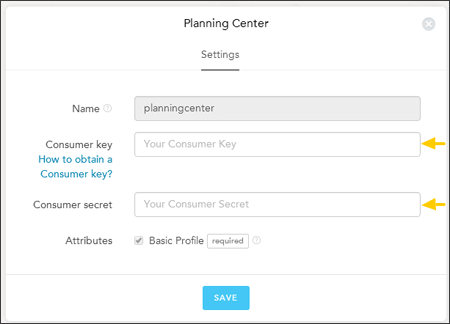 Planning Center
Settings
Name
planningcenter
Consumer key
Your Consumer Key
How to obtain a
Consumer key?
Consumer secret
Your Consumer Secret
Attributes
Basic Profile required
SAVE